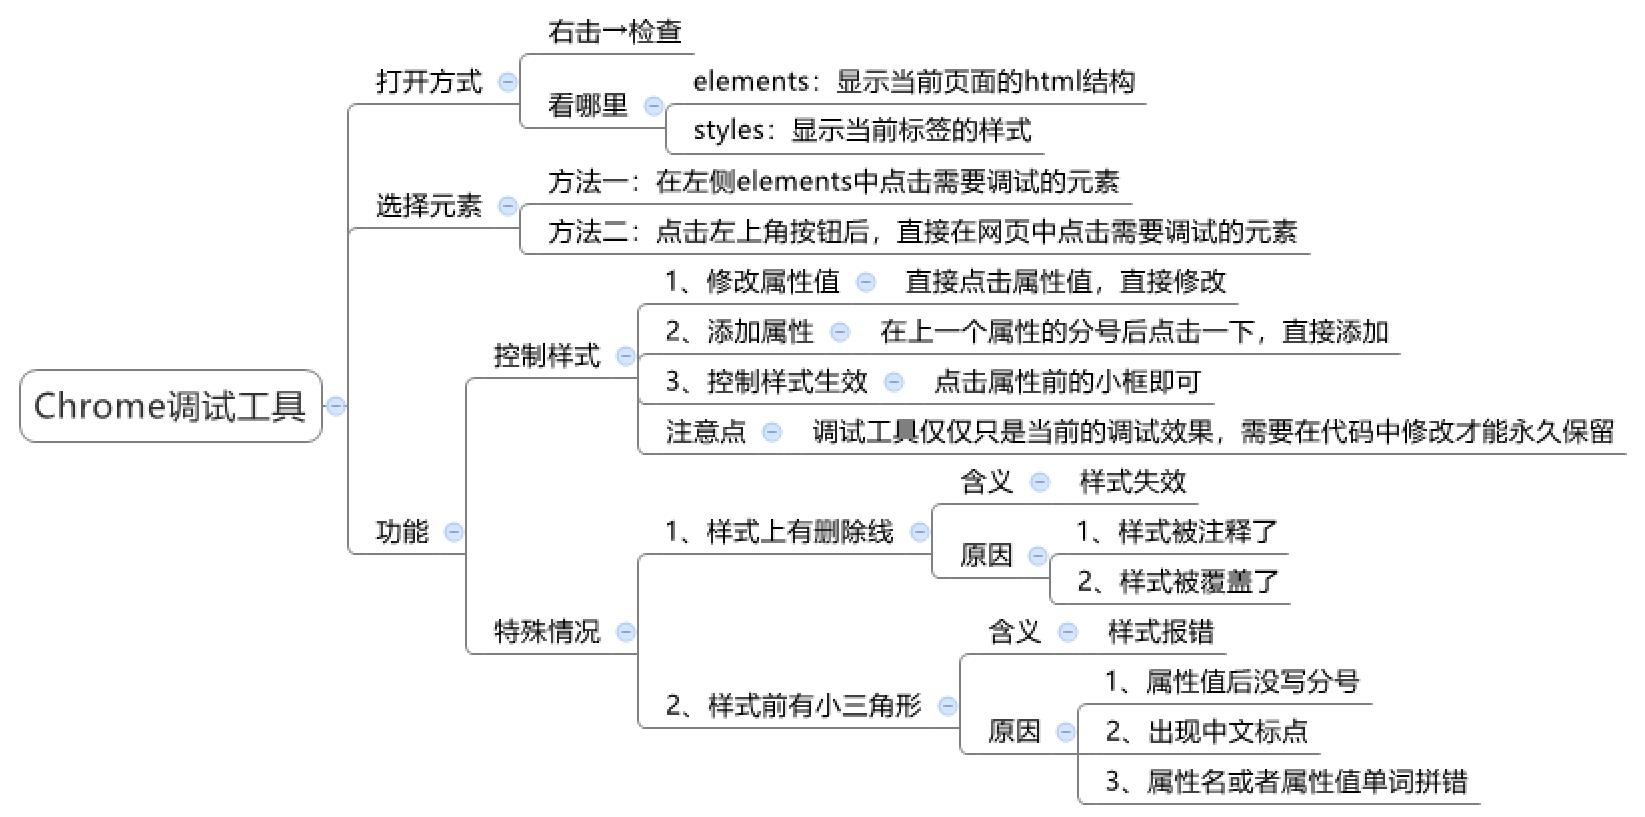 右击→检查
打开方式
elements：显示当前页面的html结构
看哪里
styles：显示当前标签的样式
方法一：在左侧elements中点击需要调试的元素
选择元素
方法二：点击左上角按钮后，直接在网页中点击需要调试的元素
1、修改属性值 直接点击属性值，直接修改
2、添加属性 在上一个属性的分号后点击一下，直接添加
控制样式
3、控制样式生效 点击属性前的小框即可
Chrome调试工具
注意点 调试工具仅仅只是当前的调试效果，需要在代码中修改才能永久保留
含义 样式失效
功能
1、样式上有删除线
1、样式被注释了
原因
2、样式被覆盖了
特殊情况
含义 样式报错
1、属性值后没写分号
2、样式前有小三角形
原因
2、出现中文标点
3、属性名或者属性值单词拼错